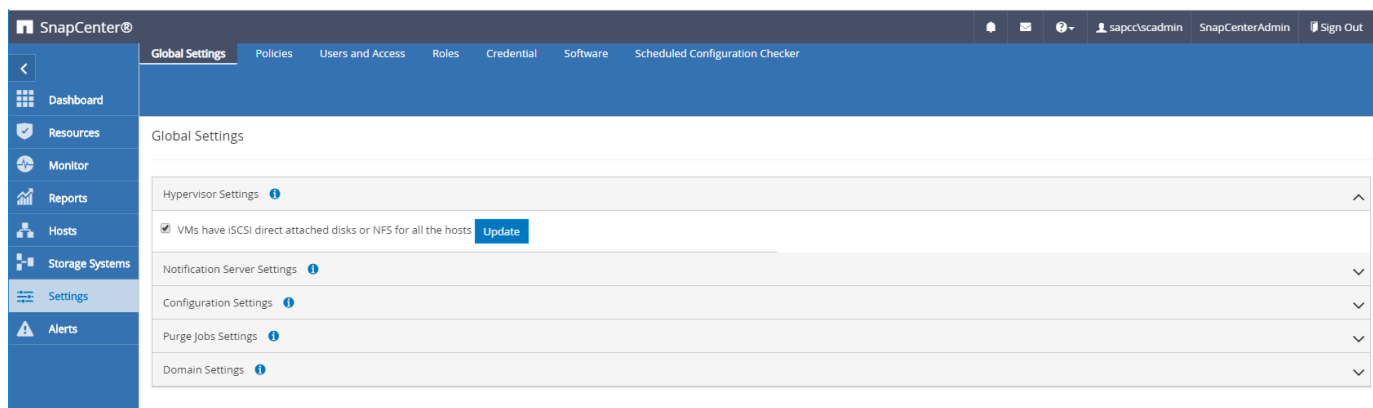 SnapCenter® sapcc\scadmin SnapCenterAdmin Sign Out
Global Settings Policies Users and Access Roles Credential Software Scheduled Configuration Checker
Dashboard
Resources
Monitor
Reports
Hosts
Storage Systems
Settings
Alerts
Global Settings
Hypervisor Settings
VMs have iSCSI direct attached disks or NFS for all the hosts Update
Notification Server Settings
Configuration Settings
Purge Jobs Settings
Domain Settings